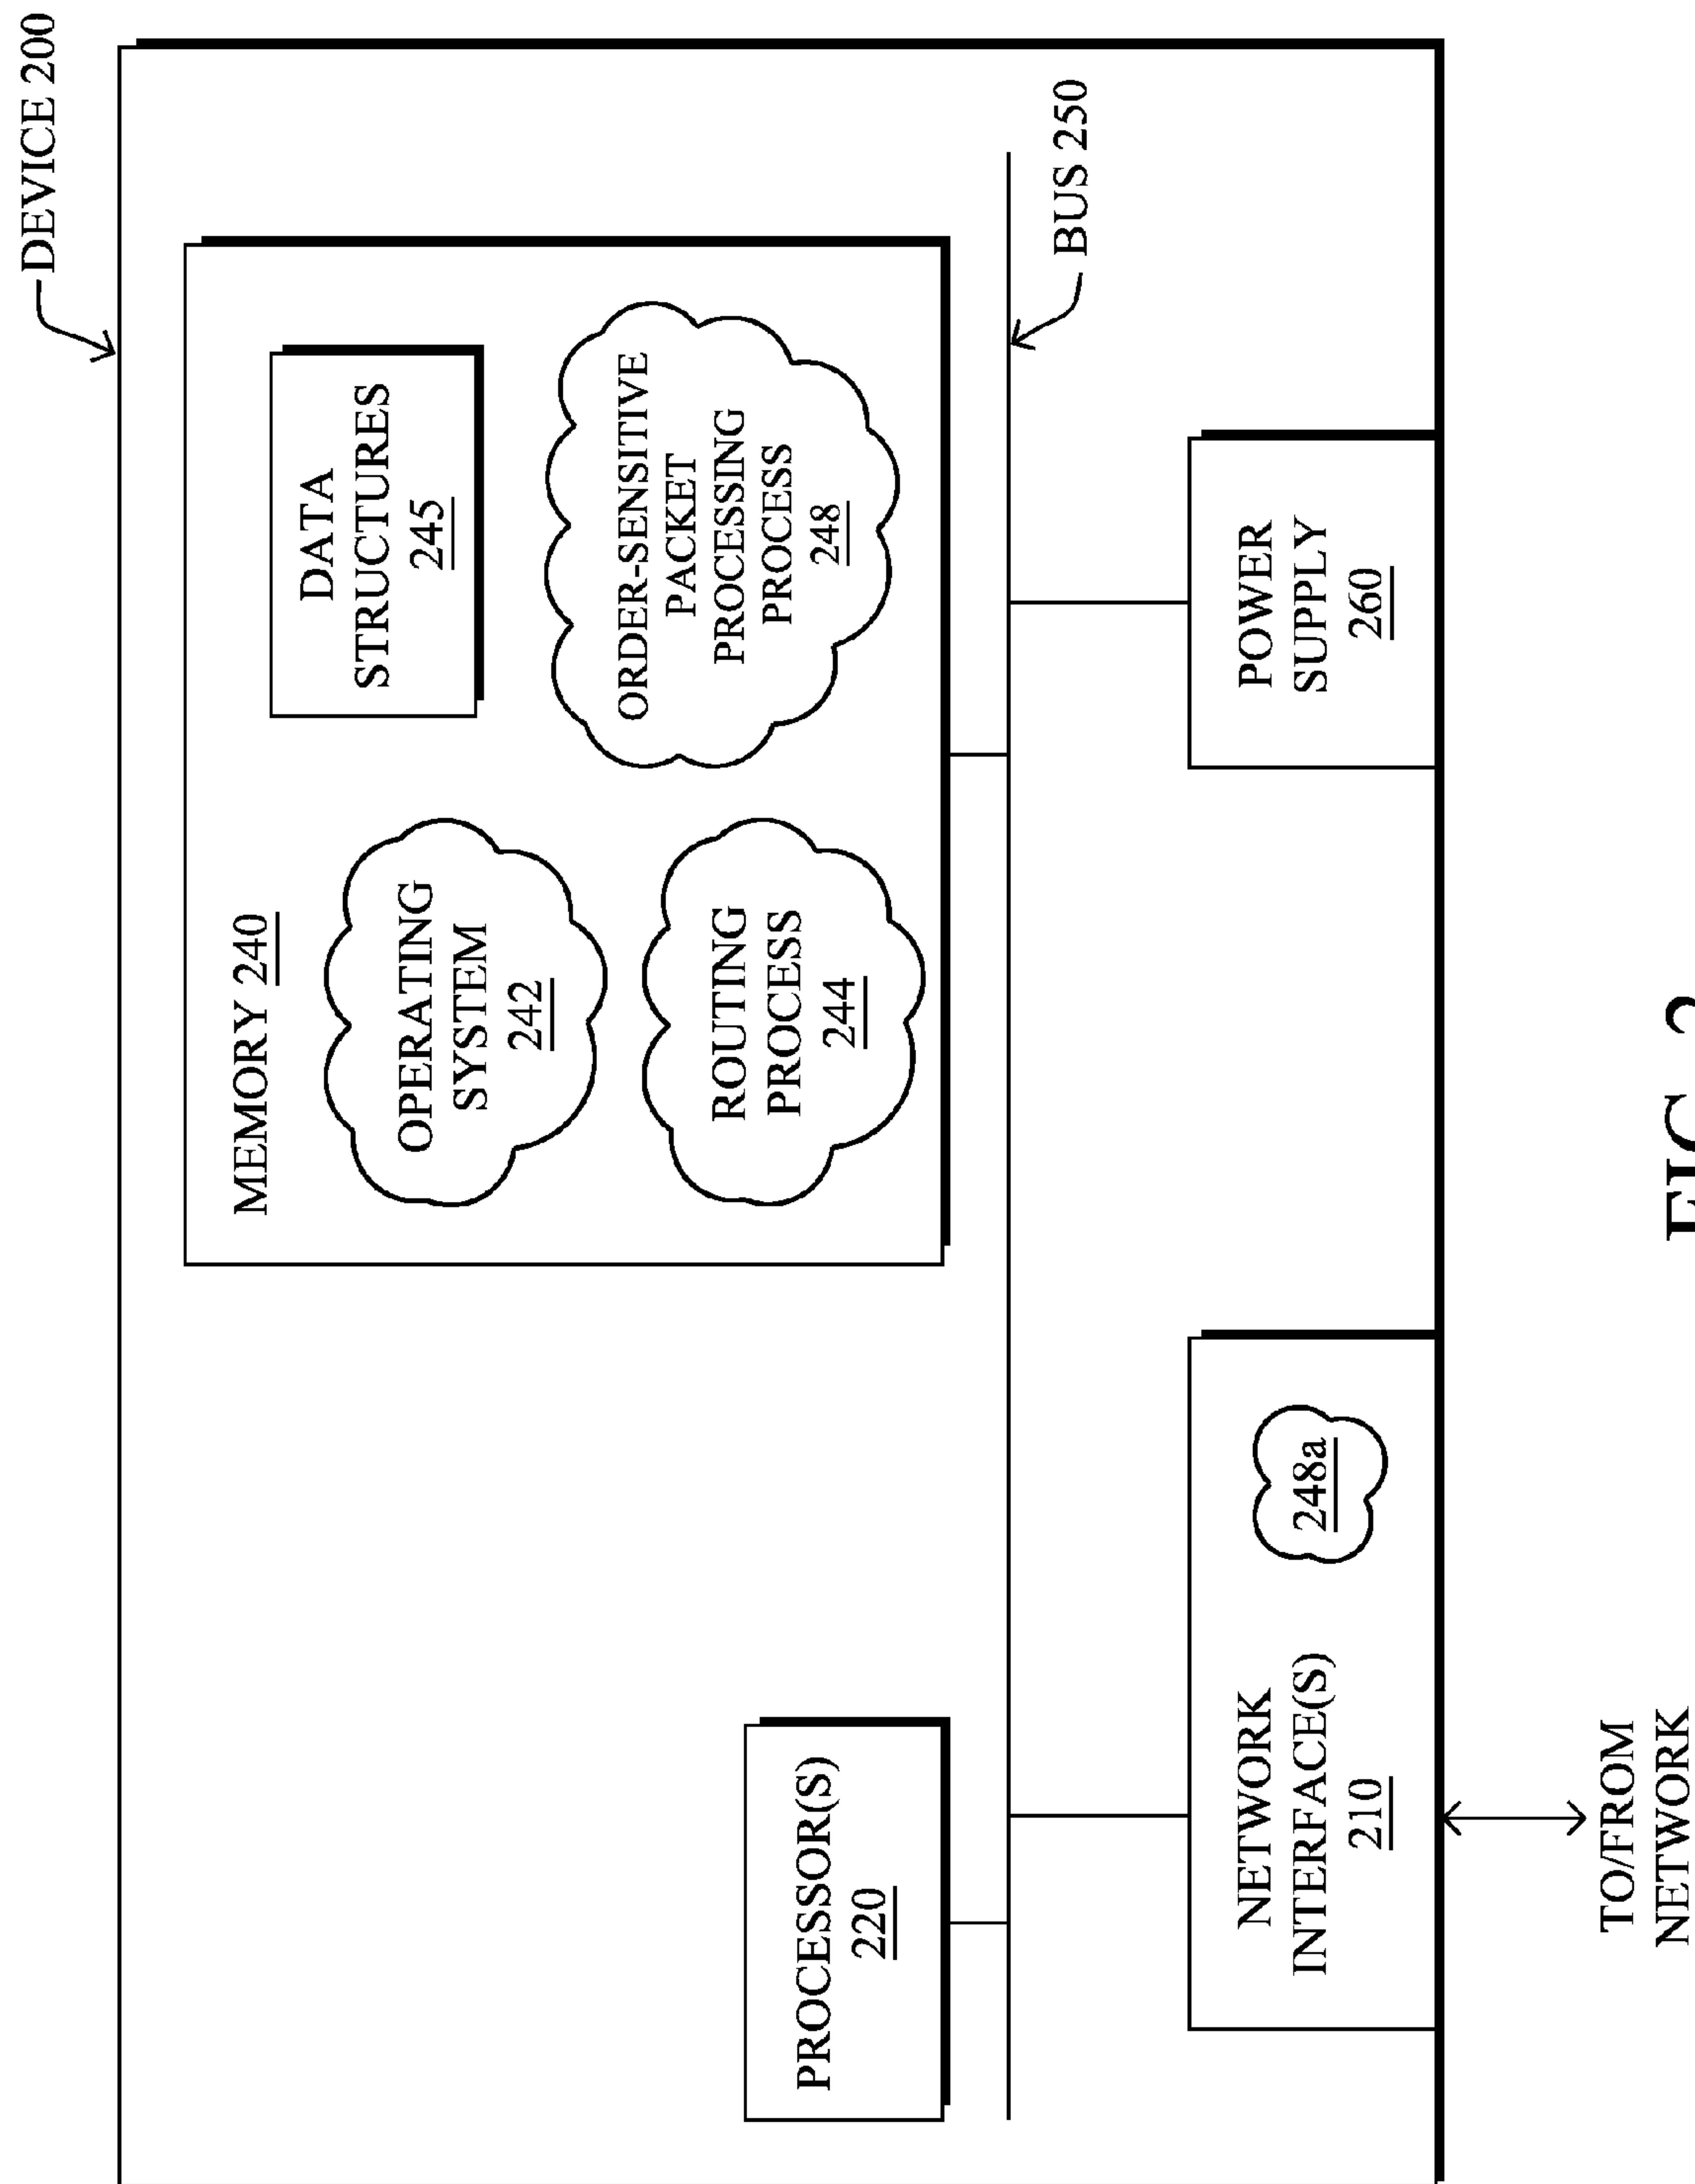 DEVICE 200
MEMORY 240
OPERATING
SYSTEM
242
DATA
STRUCTURES
245
ROUTING
PROCESS
244
ORDER-SENSITIVE
PACKET
PROCESSING
PROCESS
248
PROCESSOR(S)
220
BUS 250
NETWORK
INTERFACE(S)
210
248a
POWER
SUPPLY
260
TO/FROM
NETWORK